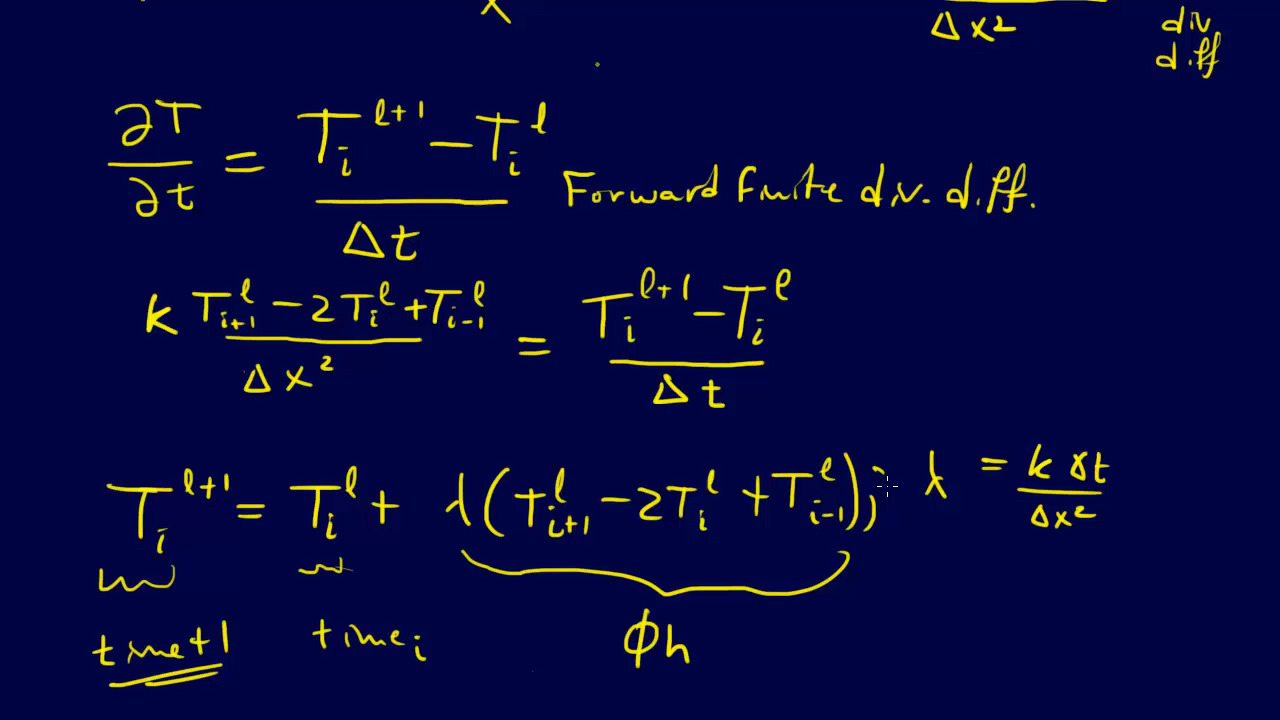 x
Δx² div
diff
∂T/∂t = (T_i^{l+1} − T_i^l)/Δt Forward finite div. diff.
k (T_{i+1}^l − 2T_i^l + T_{i−1}^l)/Δx² = (T_i^{l+1} − T_i^l)/Δt
T_i^{l+1} = T_i^l + λ(T_{i+1}^l − 2T_i^l + T_{i−1}^l); λ = kΔt/Δx²
time+1 time_i ϕh